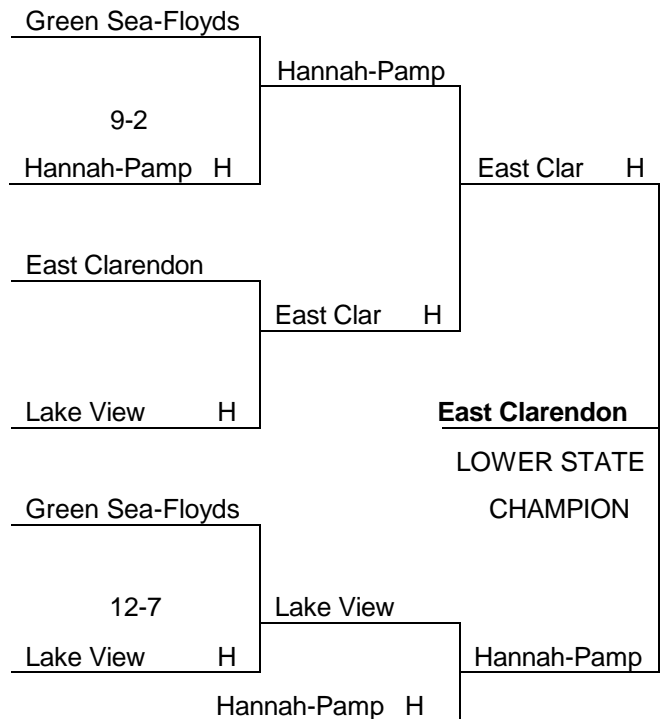 Green Sea-Floyds
Hannah-Pamp
9-2
Hannah-Pamp H
East Clar H
East Clarendon
East Clar H
Lake View H
East Clarendon
LOWER STATE
Green Sea-Floyds
CHAMPION
12-7
Lake View
Lake View H
Hannah-Pamp
Hannah-Pamp H